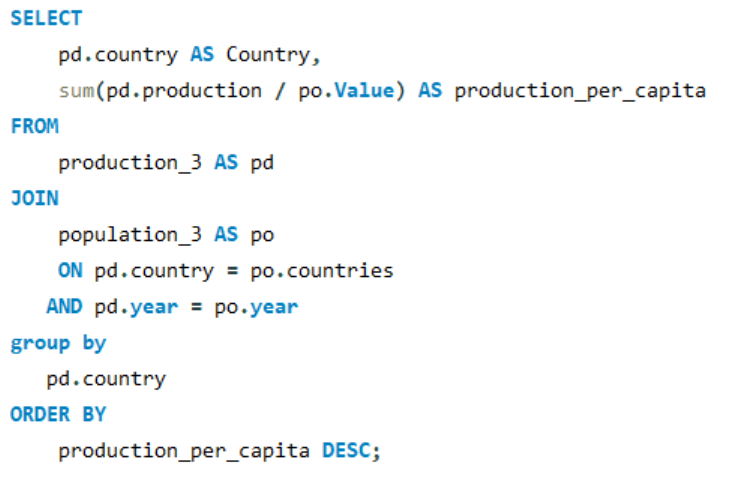 SELECT
pd.country AS Country,
sum(pd.production / po.Value) AS production_per_capita
FROM
production_3 AS pd
JOIN
population_3 AS po
ON pd.country = po.countries
AND pd.year = po.year
group by
pd.country
ORDER BY
production_per_capita DESC;